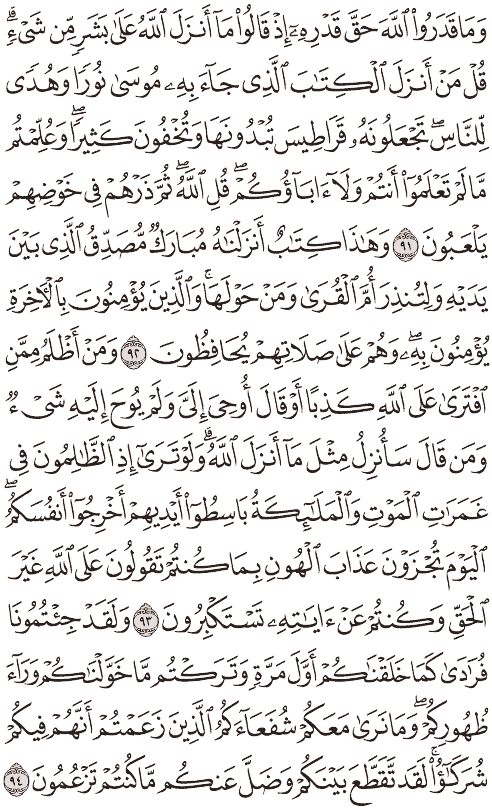 وَمَا قَدَرُواْ ٱللَّهَ حَقَّ قَدۡرِهِۦٓ إِذۡ قَالُواْ مَآ أَنزَلَ ٱللَّهُ عَلَىٰ بَشَرٖ مِّن شَيۡءٖۗ
قُلۡ مَنۡ أَنزَلَ ٱلۡكِتَٰبَ ٱلَّذِي جَآءَ بِهِۦ مُوسَىٰ نُورٗا وَهُدٗى
لِّلنَّاسِۖ تَجۡعَلُونَهُۥ قَرَاطِيسَ تُبۡدُونَهَا وَتُخۡفُونَ كَثِيرٗاۖ وَعُلِّمۡتُم
مَّا لَمۡ تَعۡلَمُوٓاْ أَنتُمۡ وَلَآ ءَابَآؤُكُمۡۖ قُلِ ٱللَّهُۖ ثُمَّ ذَرۡهُمۡ فِي خَوۡضِهِمۡ
يَلۡعَبُونَ ٩١ وَهَٰذَا كِتَٰبٌ أَنزَلۡنَٰهُ مُبَارَكٞ مُّصَدِّقُ ٱلَّذِي بَيۡنَ
يَدَيۡهِ وَلِتُنذِرَ أُمَّ ٱلۡقُرَىٰ وَمَنۡ حَوۡلَهَاۚ وَٱلَّذِينَ يُؤۡمِنُونَ بِٱلۡأٓخِرَةِ
يُؤۡمِنُونَ بِهِۦۖ وَهُمۡ عَلَىٰ صَلَاتِهِمۡ يُحَافِظُونَ ٩٢ وَمَنۡ أَظۡلَمُ مِمَّنِ
ٱفۡتَرَىٰ عَلَى ٱللَّهِ كَذِبًا أَوۡ قَالَ أُوحِيَ إِلَيَّ وَلَمۡ يُوحَ إِلَيۡهِ شَيۡءٞ
وَمَن قَالَ سَأُنزِلُ مِثۡلَ مَآ أَنزَلَ ٱللَّهُۗ وَلَوۡ تَرَىٰٓ إِذِ ٱلظَّٰلِمُونَ فِي
غَمَرَٰتِ ٱلۡمَوۡتِ وَٱلۡمَلَٰٓئِكَةُ بَاسِطُوٓاْ أَيۡدِيهِمۡ أَخۡرِجُوٓاْ أَنفُسَكُمُۖ
ٱلۡيَوۡمَ تُجۡزَوۡنَ عَذَابَ ٱلۡهُونِ بِمَا كُنتُمۡ تَقُولُونَ عَلَى ٱللَّهِ غَيۡرَ
ٱلۡحَقِّ وَكُنتُمۡ عَنۡ ءَايَٰتِهِۦ تَسۡتَكۡبِرُونَ ٩٣ وَلَقَدۡ جِئۡتُمُونَا
فُرَٰدَىٰ كَمَا خَلَقۡنَٰكُمۡ أَوَّلَ مَرَّةٖ وَتَرَكۡتُم مَّا خَوَّلۡنَٰكُمۡ وَرَآءَ
ظُهُورِكُمۡۖ وَمَا نَرَىٰ مَعَكُمۡ شُفَعَآءَكُمُ ٱلَّذِينَ زَعَمۡتُمۡ أَنَّهُمۡ فِيكُمۡ
شُرَكَٰٓؤُاْۚ لَقَد تَّقَطَّعَ بَيۡنَكُمۡ وَضَلَّ عَنكُم مَّا كُنتُمۡ تَزۡعُمُونَ ٩٤